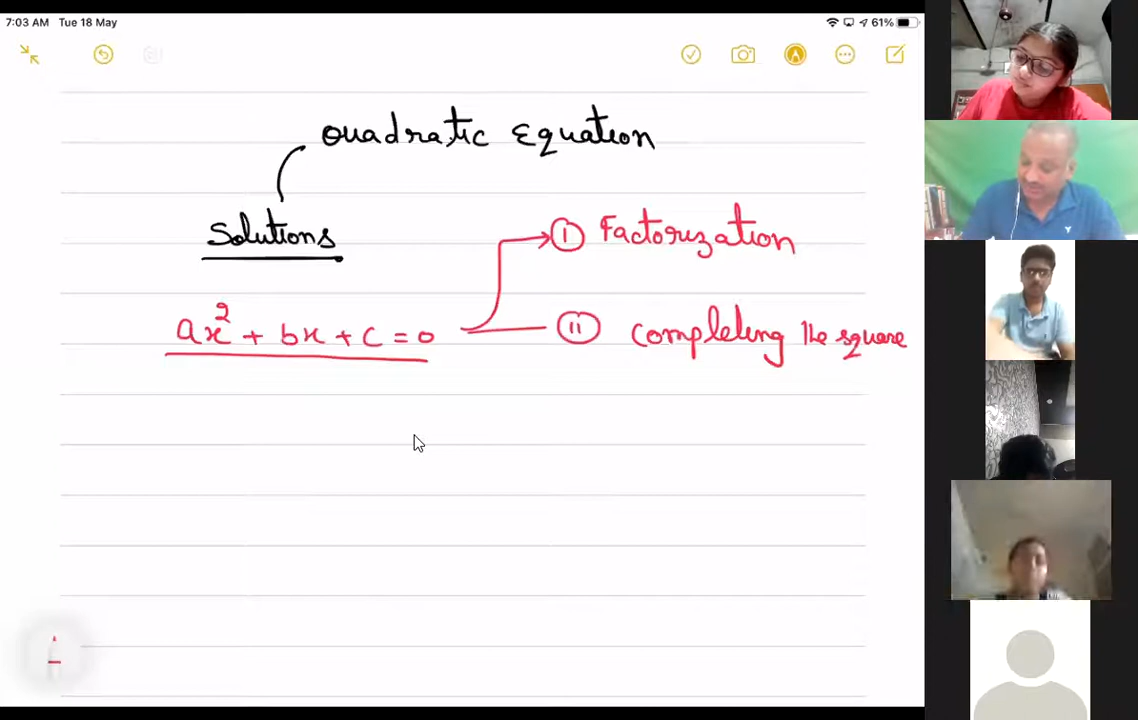 7:03 AM Tue 18 May 61%
Quadratic Equation
Solutions
① Factorization
ax² + bx + c = 0
⑪ Completing the square